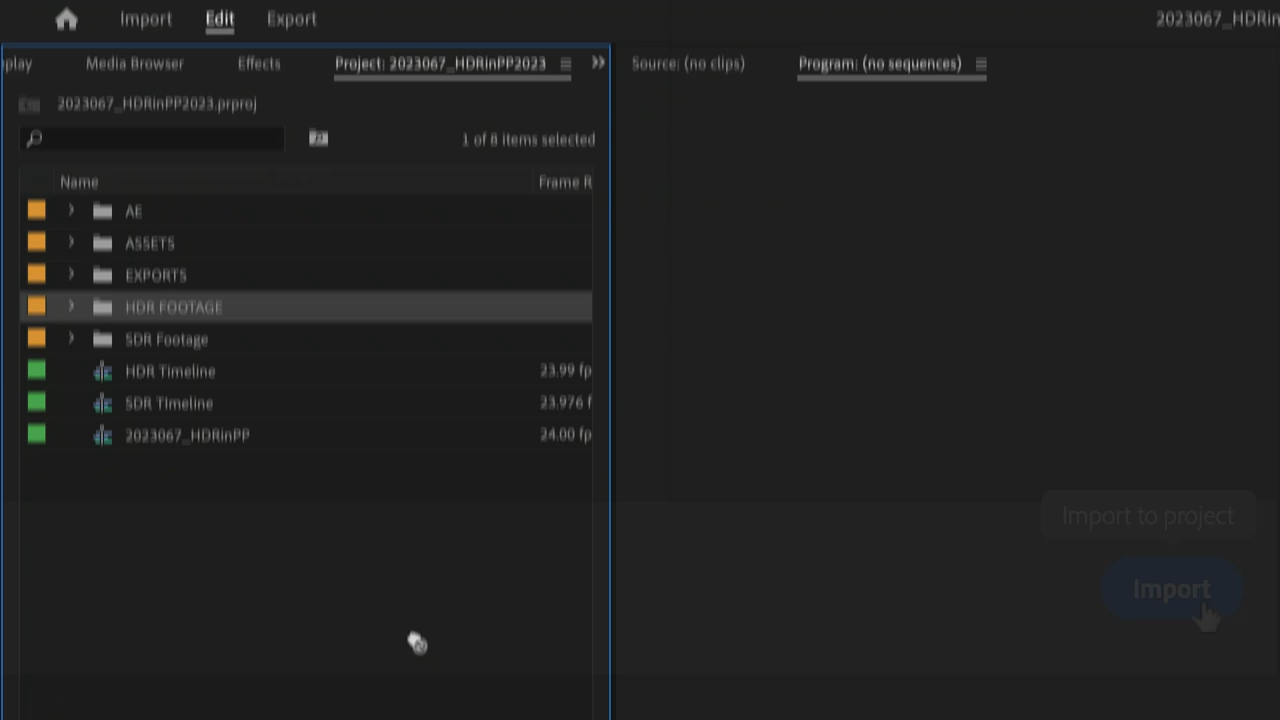 Import Edit Export 2023067_HDRin
play Media Browser Effects Project: 2023067_HDRinPP2023 Source: (no clips) Program: (no sequences)
2023067_HDRinPP2023.prproj
1 of 8 items selected
Name Frame R
AE
ASSETS
EXPORTS
HDR FOOTAGE
SDR Footage
HDR Timeline 23.99 fp
SDR TImeline 23.976 f
2023067_HDRinPP 24.00 fp
Import to project
Import